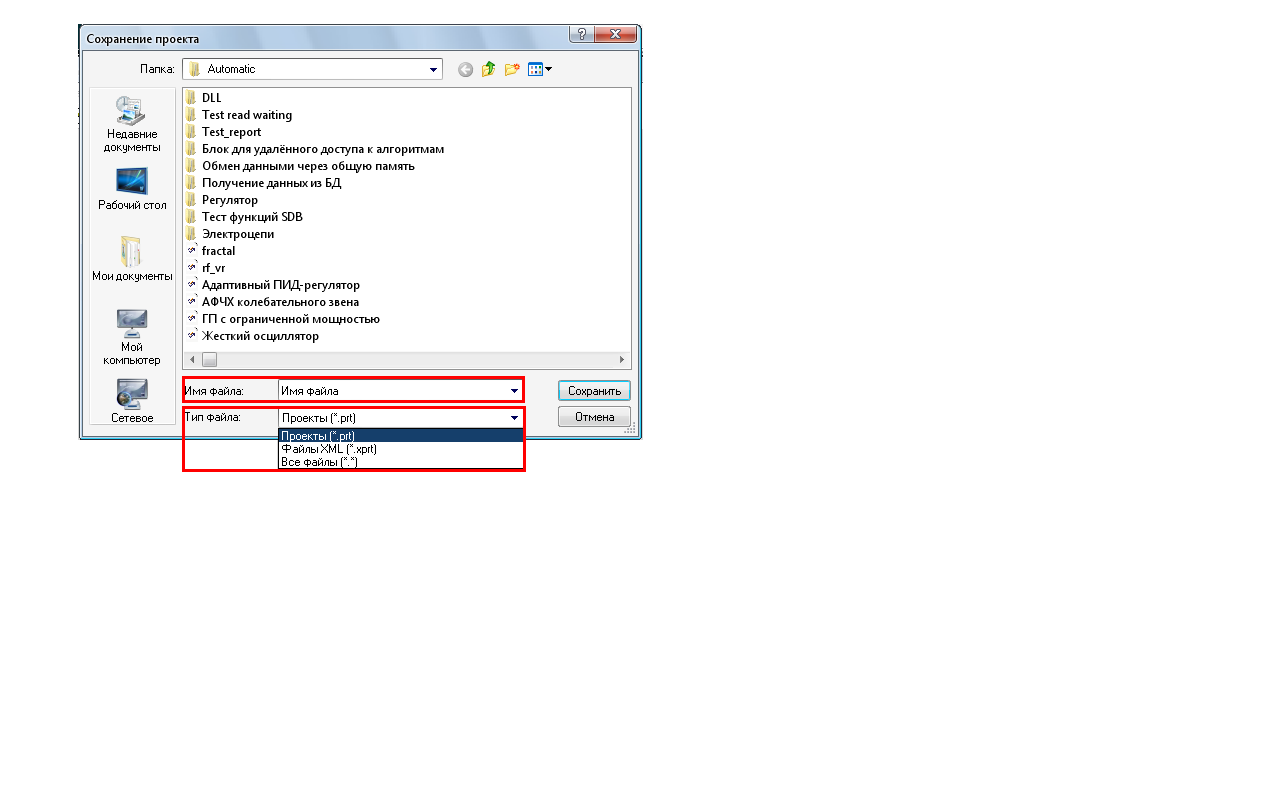 Сохранение проекта
Папка: Automatic
Недавние документы
Рабочий стол
Мои документы
Мой компьютер
Сетевое
DLL
Test read waiting
Test_report
Блок для удалённого доступа к алгоритмам
Обмен данными через общую память
Получение данных из БД
Регулятор
Тест функций SDB
Электроцепи
fractal
rf_vr
Адаптивный ПИД-регулятор
АФЧХ колебательного звена
ГП с ограниченной мощностью
Жесткий осциллятор
Имя файла: Имя файла Сохранить
Тип файла: Проекты (*.prt) Отмена
Проекты (*.prt)
Файлы XML (*.xprt)
Все файлы (*.*)